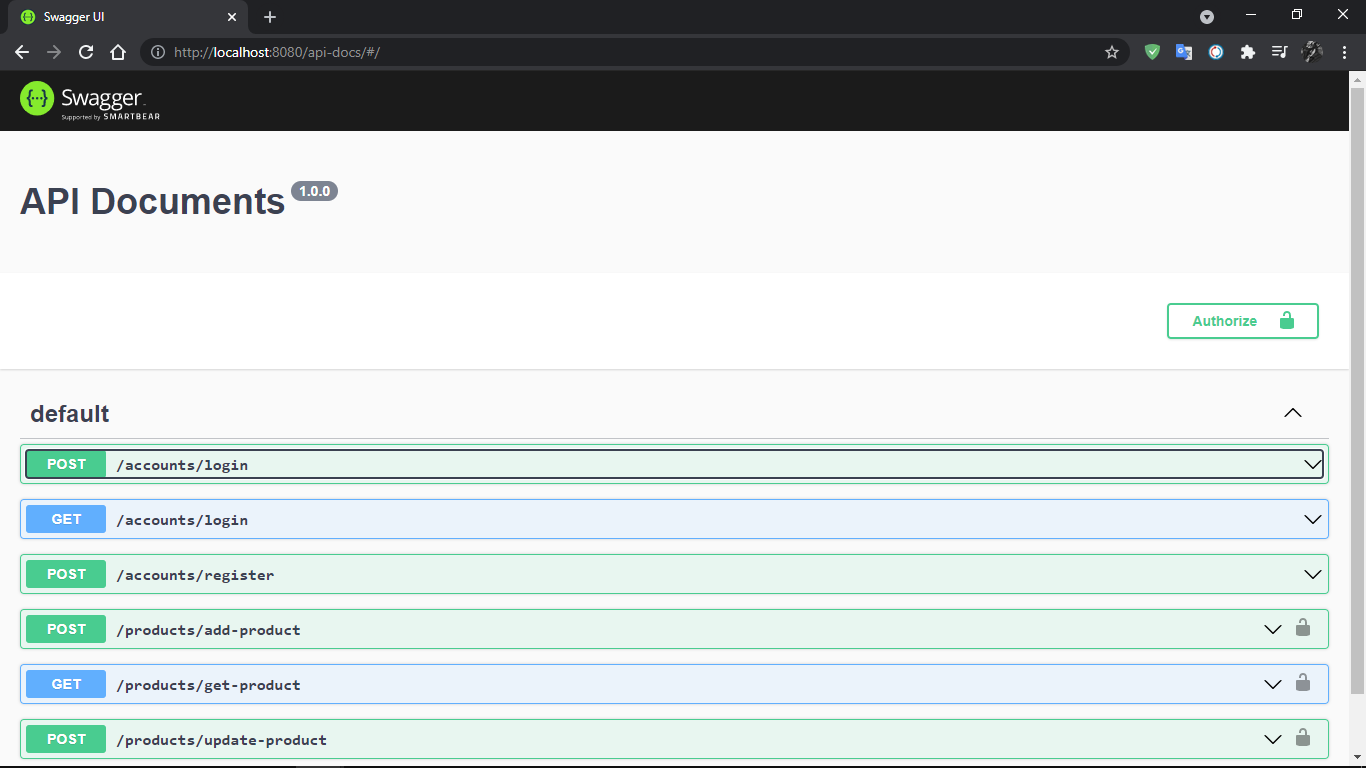 Swagger UI
http://localhost:8080/api-docs/#/
{···} Swagger
Supported by SMARTBEAR
API Documents 1.0.0
Authorize
default
POST /accounts/login
GET /accounts/login
POST /accounts/register
POST /products/add-product
GET /products/get-product
POST /products/update-product